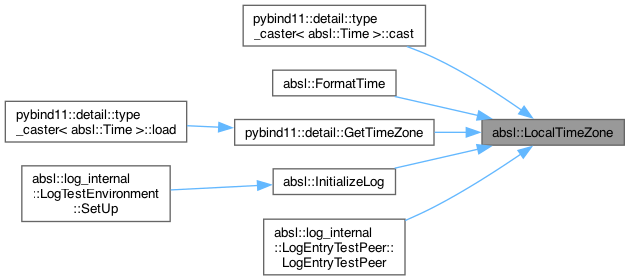 pybind11::detail::type
_caster< absl::Time >::cast
absl::FormatTime
pybind11::detail::type
_caster< absl::Time >::load
pybind11::detail::GetTimeZone
absl::LocalTimeZone
absl::log_internal
::LogTestEnvironment
::SetUp
absl::InitializeLog
absl::log_internal
::LogEntryTestPeer::
LogEntryTestPeer